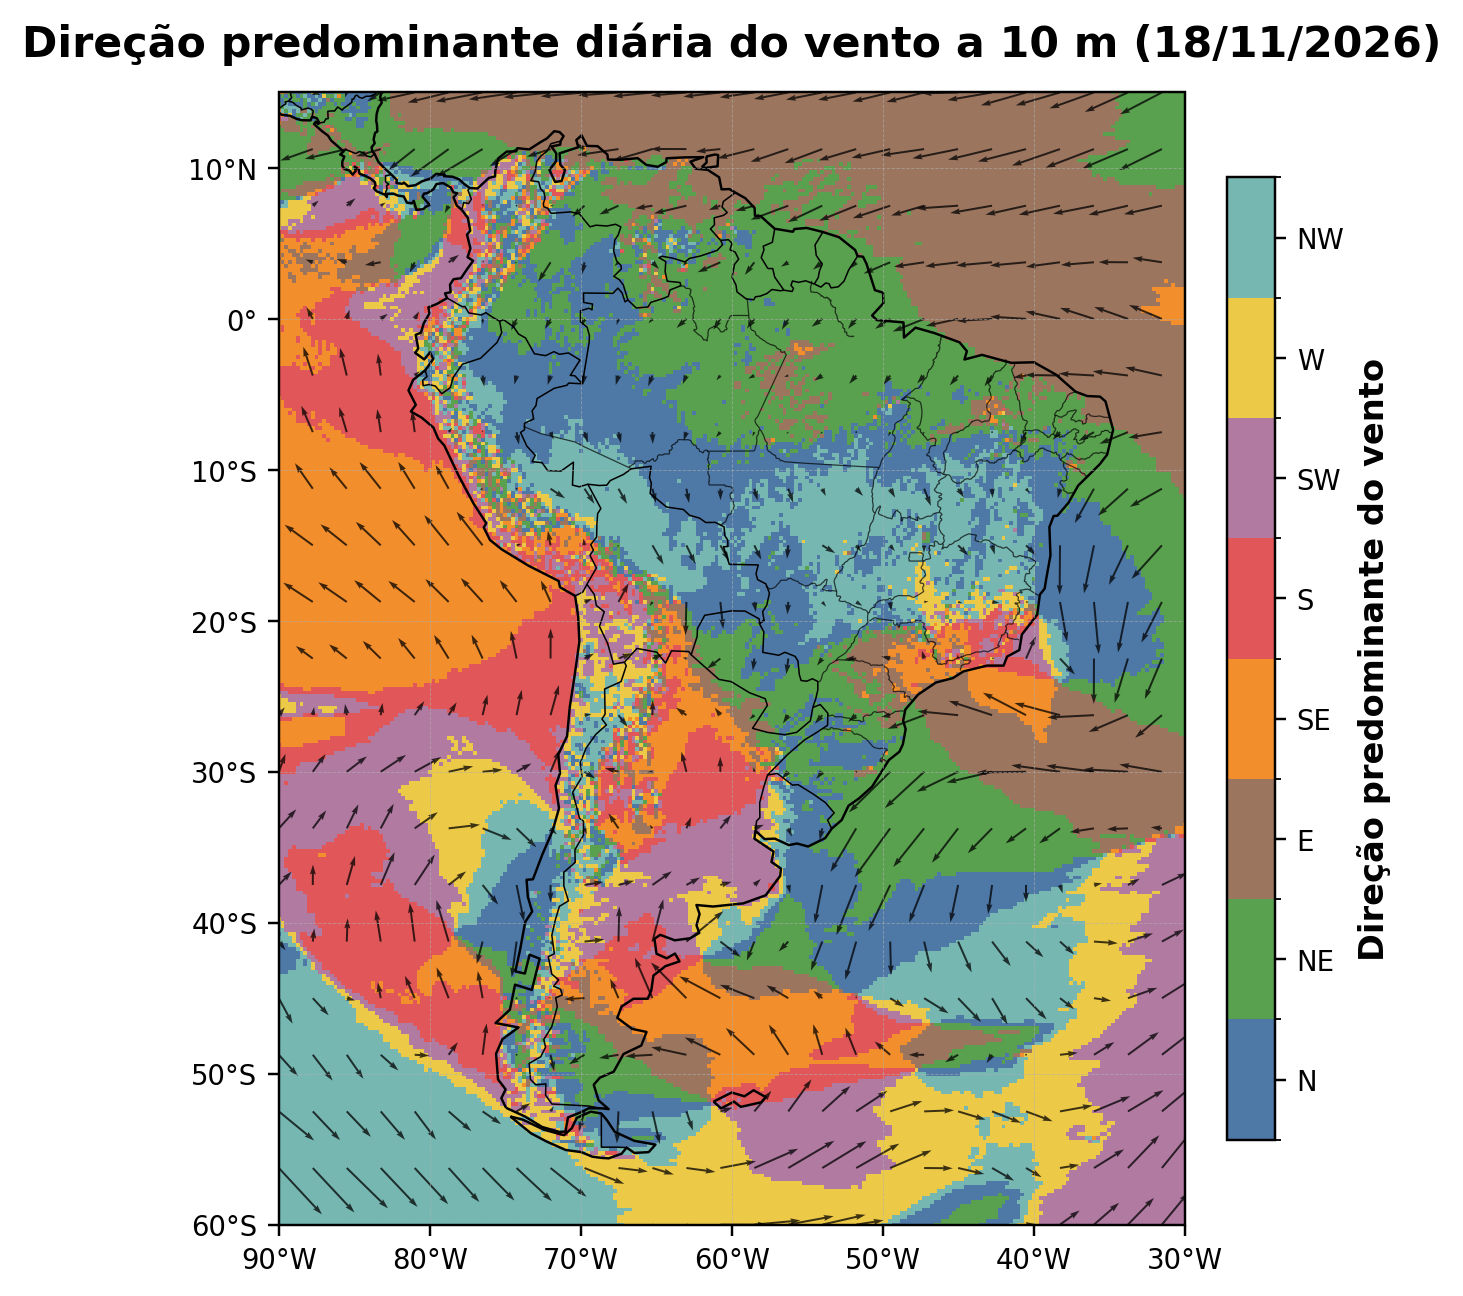 Direção predominante diária do vento a 10 m (18/11/2026)
10°N
0°
10°S
20°S
30°S
40°S
50°S
60°S
90°W 80°W 70°W 60°W 50°W 40°W 30°W
NW
W
SW
S
SE
E
NE
N
Direção predominante do vento